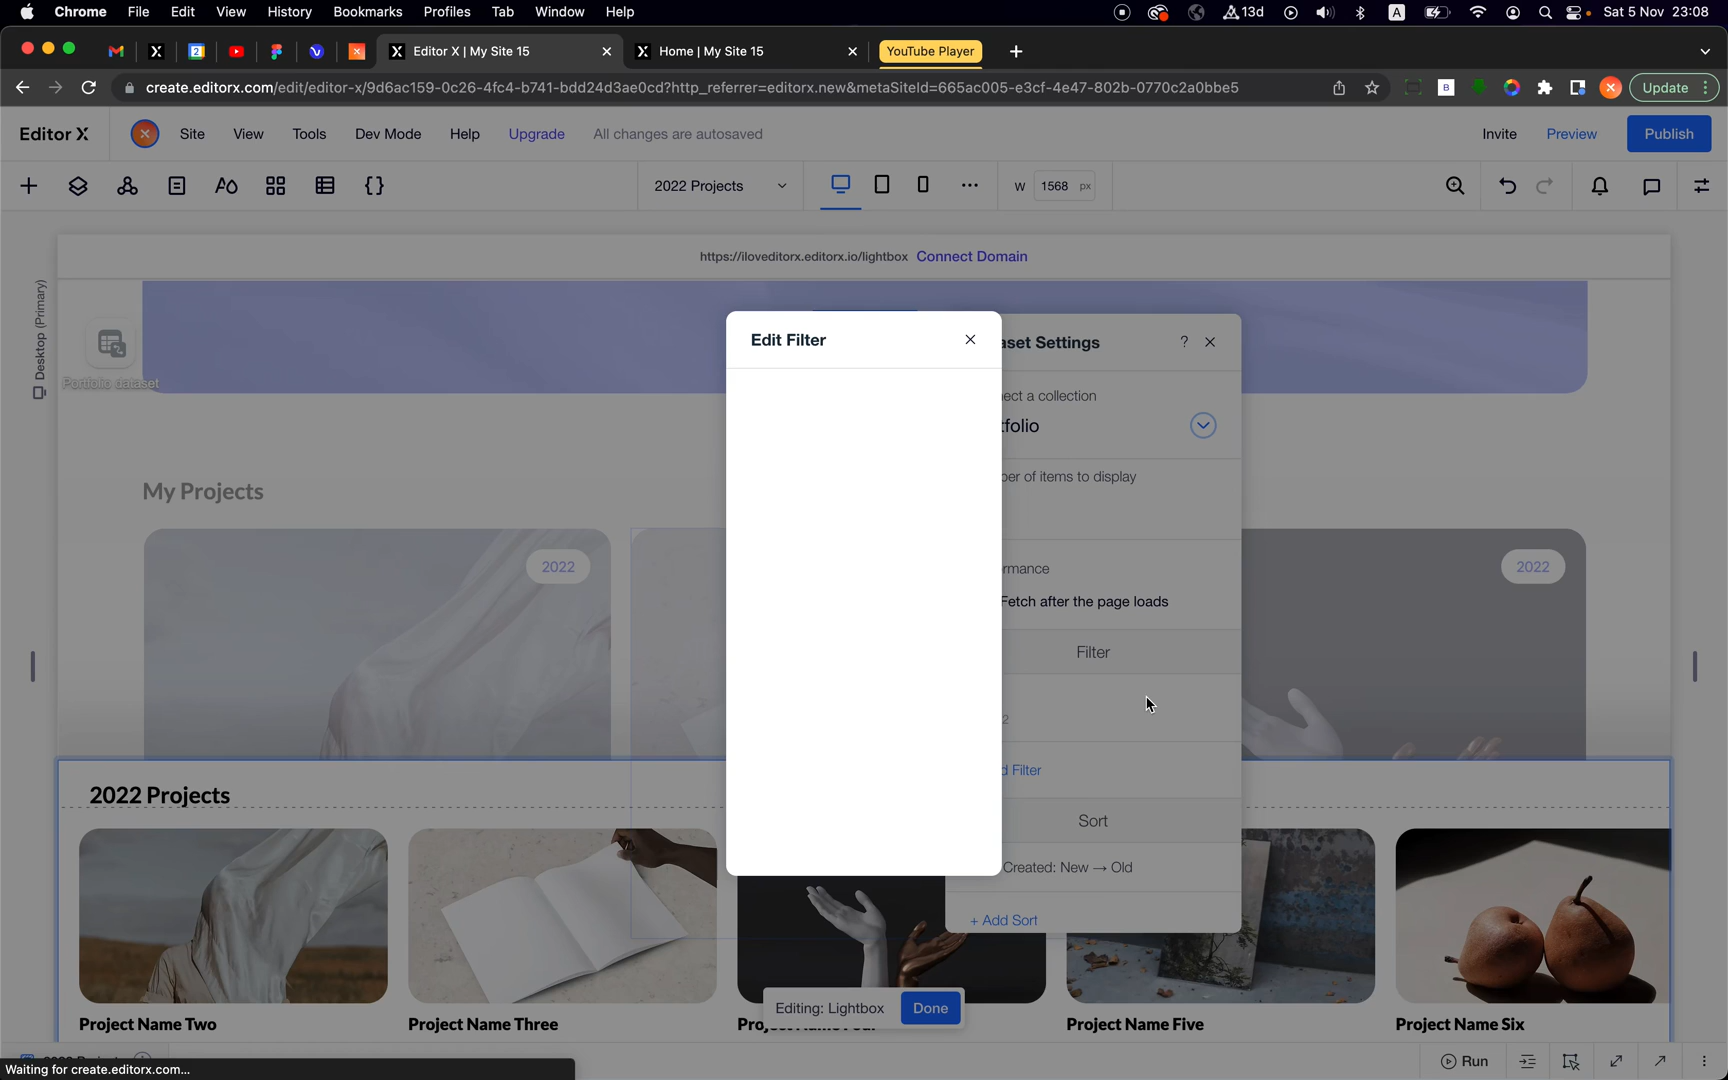 Chrome File Edit View History Bookmarks Profiles Tab Window Help 13d A Sat 5 Nov 23:08
2 Editor X | My Site 15 Home | My Site 15 YouTube Player
create.editorx.com/edit/editor-x/9d6ac159-0c26-4fc4-b741-bdd24d3ae0cd?http_referrer=editorx.new&metaSiteId=665ac005-e3cf-4e47-802b-0770c2a0bbe5 Update
Editor X Site View Tools Dev Mode Help Upgrade All changes are autosaved Invite Preview Publish
2022 Projects W 1568 px
https://iloveditorx.editorx.io/lightbox Connect Domain
Desktop (Primary)
Portfolio dataset
Edit Filter
aset Settings ?
ect a collection
tfolio
ber of items to display
rmance
Fetch after the page loads
Filter
2
d Filter
Sort
Created: New → Old
+ Add Sort
My Projects
2022
2022
2022 Projects
Project Name Two Project Name Three Project Name Five Project Name Six
Editing: Lightbox Done
Run
Waiting for create.editorx.com...